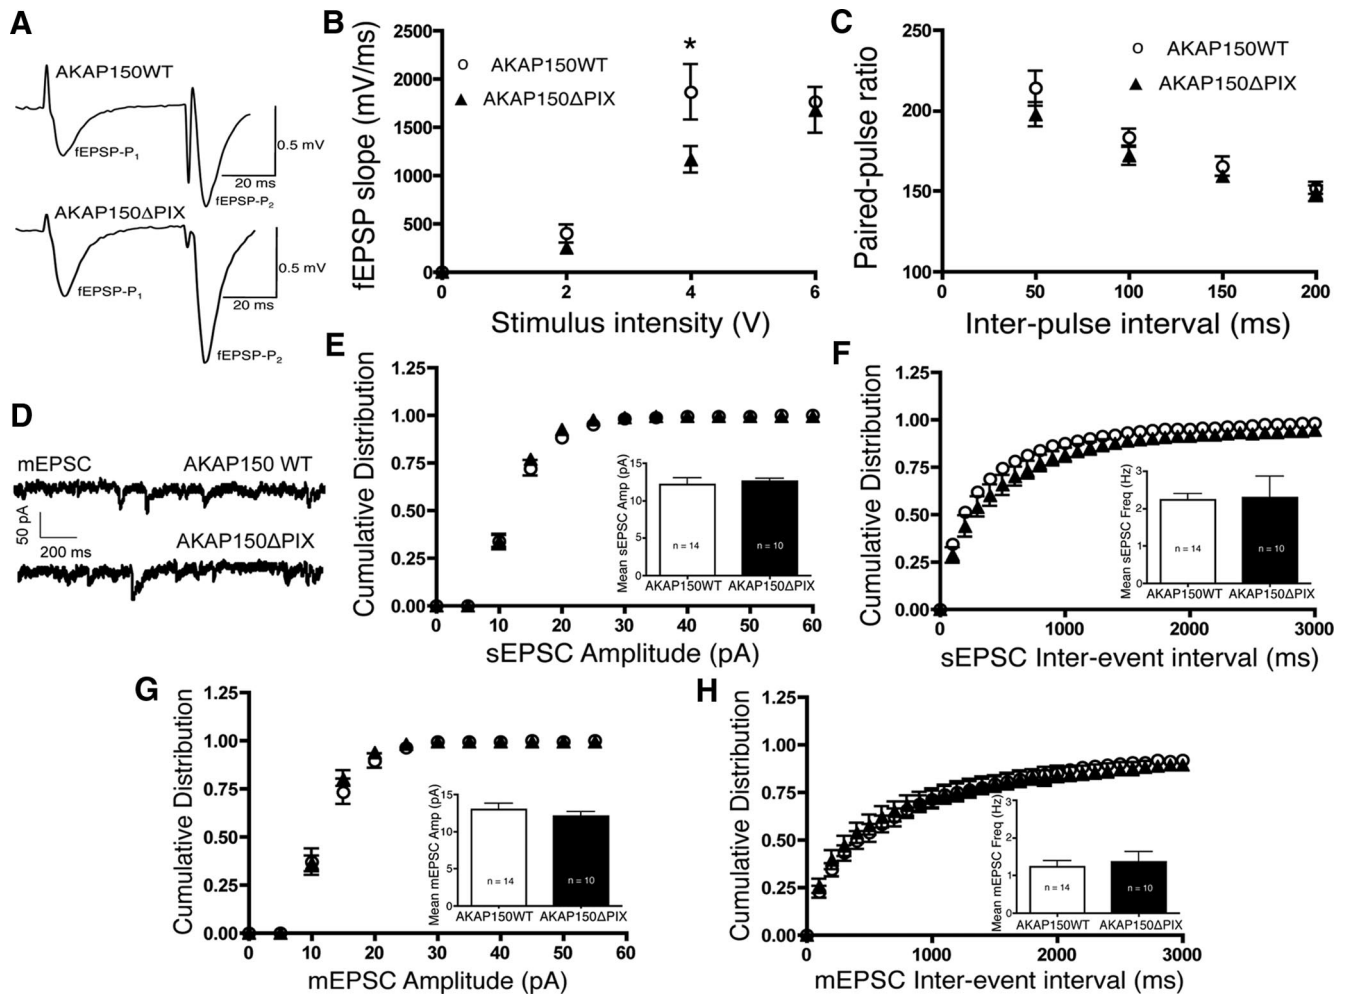 A
AKAP150WT
fEPSP-P1
0.5 mV
20 ms
fEPSP-P2
AKAP150ΔPIX
fEPSP-P1
0.5 mV
20 ms
fEPSP-P2
B
fEPSP slope (mV/ms)
2500
2000
1500
1000
500
0
AKAP150WT
AKAP150ΔPIX
*
0 2 4 6
Stimulus intensity (V)
C
Paired-pulse ratio
250
200
150
100
AKAP150WT
AKAP150ΔPIX
0 50 100 150 200
Inter-pulse interval (ms)
D
mEPSC AKAP150 WT
50 pA
200 ms
AKAP150ΔPIX
E
Cumulative Distribution
1.25
1.00
0.75
0.50
0.25
0.00
0 10 20 30 40 50 60
sEPSC Amplitude (pA)
Mean sEPSC Amp (pA)
15
10
5
0
n = 14 n = 10
AKAP150WT AKAP150ΔPIX
F
Cumulative Distribution
1.25
1.00
0.75
0.50
0.25
0.00
0 1000 2000 3000
sEPSC Inter-event interval (ms)
Mean sEPSC Freq (Hz)
3
2
1
0
n = 14 n = 10
AKAP150WT AKAP150ΔPIX
G
Cumulative Distribution
1.25
1.00
0.75
0.50
0.25
0.00
0 10 20 30 40 50 60
mEPSC Amplitude (pA)
Mean mEPSC Amp (pA)
15
10
5
0
n = 14 n = 10
AKAP150WT AKAP150ΔPIX
H
Cumulative Distribution
1.25
1.00
0.75
0.50
0.25
0.00
0 1000 2000 3000
mEPSC Inter-event interval (ms)
Mean mEPSC Freq (Hz)
3
2
1
0
n = 14 n = 10
AKAP150WT AKAP150ΔPIX